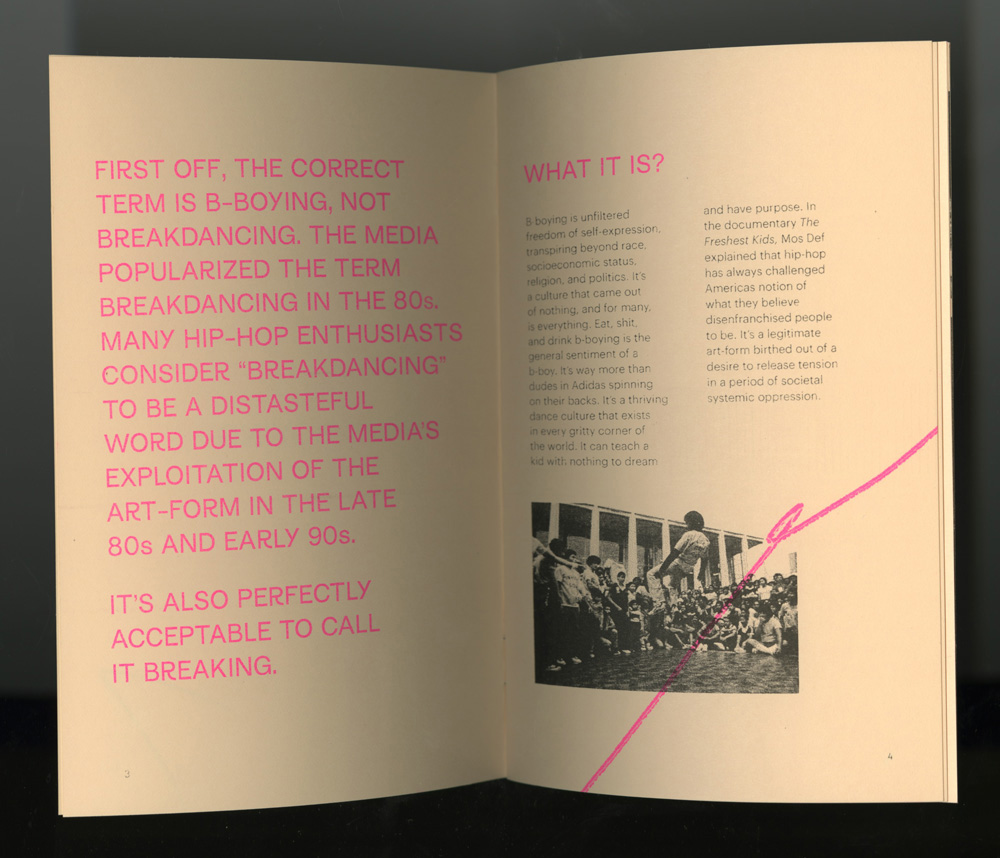 FIRST OFF, THE CORRECT
TERM IS B-BOYING, NOT
BREAKDANCING. THE MEDIA
POPULARIZED THE TERM
BREAKDANCING IN THE 80s.
MANY HIP-HOP ENTHUSIASTS
CONSIDER “BREAKDANCING”
TO BE A DISTASTEFUL
WORD DUE TO THE MEDIA’S
EXPLOITATION OF THE
ART-FORM IN THE LATE
80s AND EARLY 90s.
IT’S ALSO PERFECTLY
ACCEPTABLE TO CALL
IT BREAKING.
3
WHAT IT IS?
B boying is unfiltered
freedom of self-expression,
transpiring beyond race,
socioeconomic status,
religion, and politics. It’s
a culture that came out
of nothing, and for many,
is everything. Eat, shit,
and drink b-boying is the
general sentiment of a
b-boy. It’s way more than
dudes in Adidas spinning
on their backs. It’s a thriving
dance culture that exists
in every gritty corner of
the world. It can teach a
kid with nothing to dream
and have purpose. In
the documentary The
Freshest Kids, Mos Def
explained that hip-hop
has always challenged
Americas notion of
what they believe
disenfranchised people
to be. It’s a legitimate
art-form birthed out of a
desire to release tension
in a period of societal
systemic oppression.
4